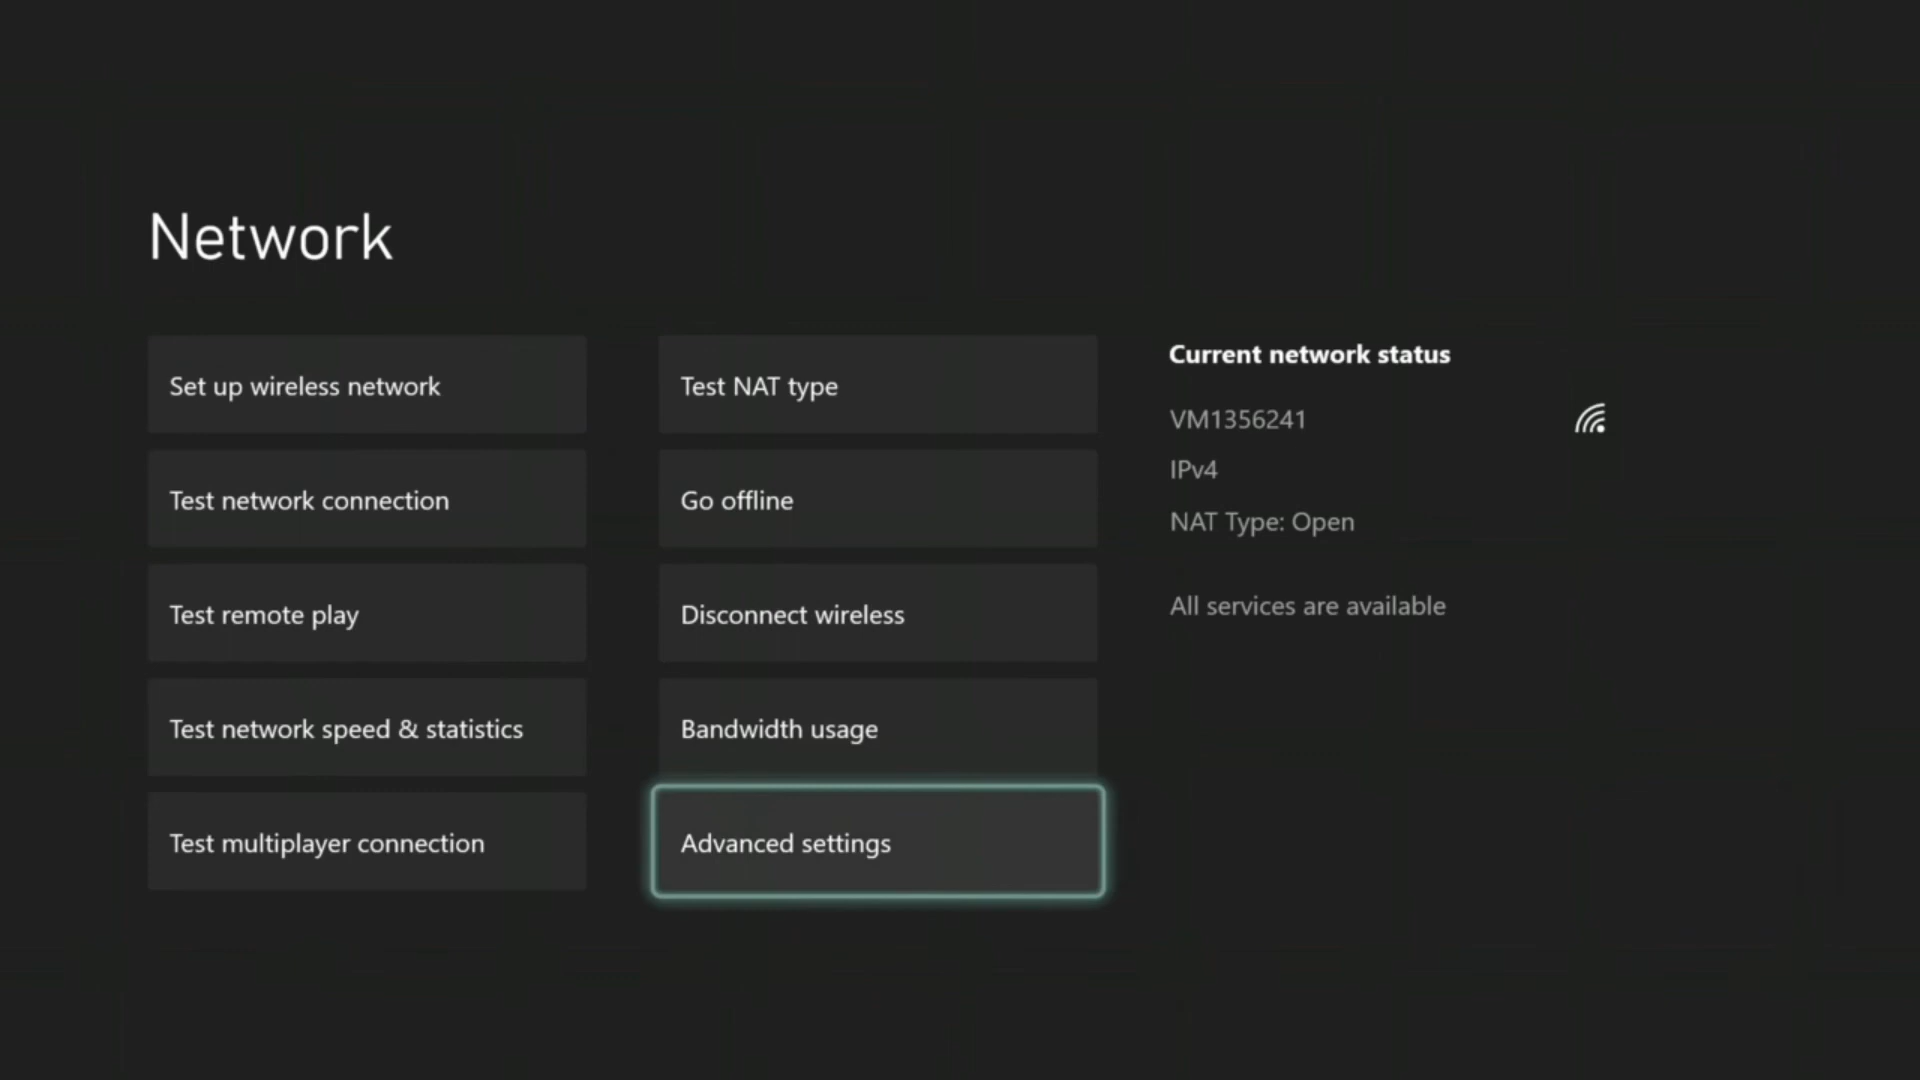 Network
Set up wireless network
Test network connection
Test remote play
Test network speed & statistics
Test multiplayer connection
Test NAT type
Go offline
Disconnect wireless
Bandwidth usage
Advanced settings
Current network status
VM1356241
IPv4
NAT Type: Open
All services are available